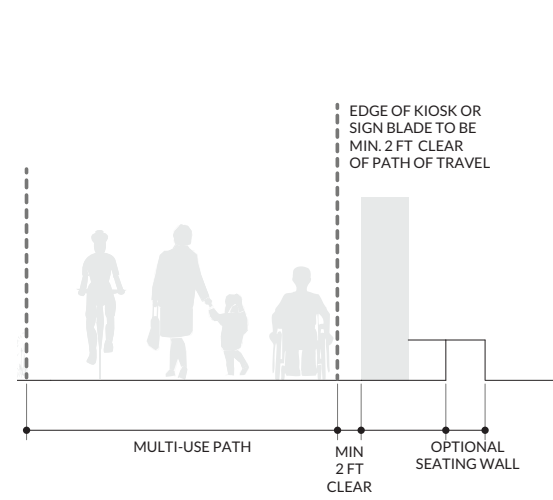 EDGE OF KIOSK OR
SIGN BLADE TO BE
MIN. 2 FT CLEAR
OF PATH OF TRAVEL
MULTI-USE PATH
MIN
2 FT
CLEAR
OPTIONAL
SEATING WALL